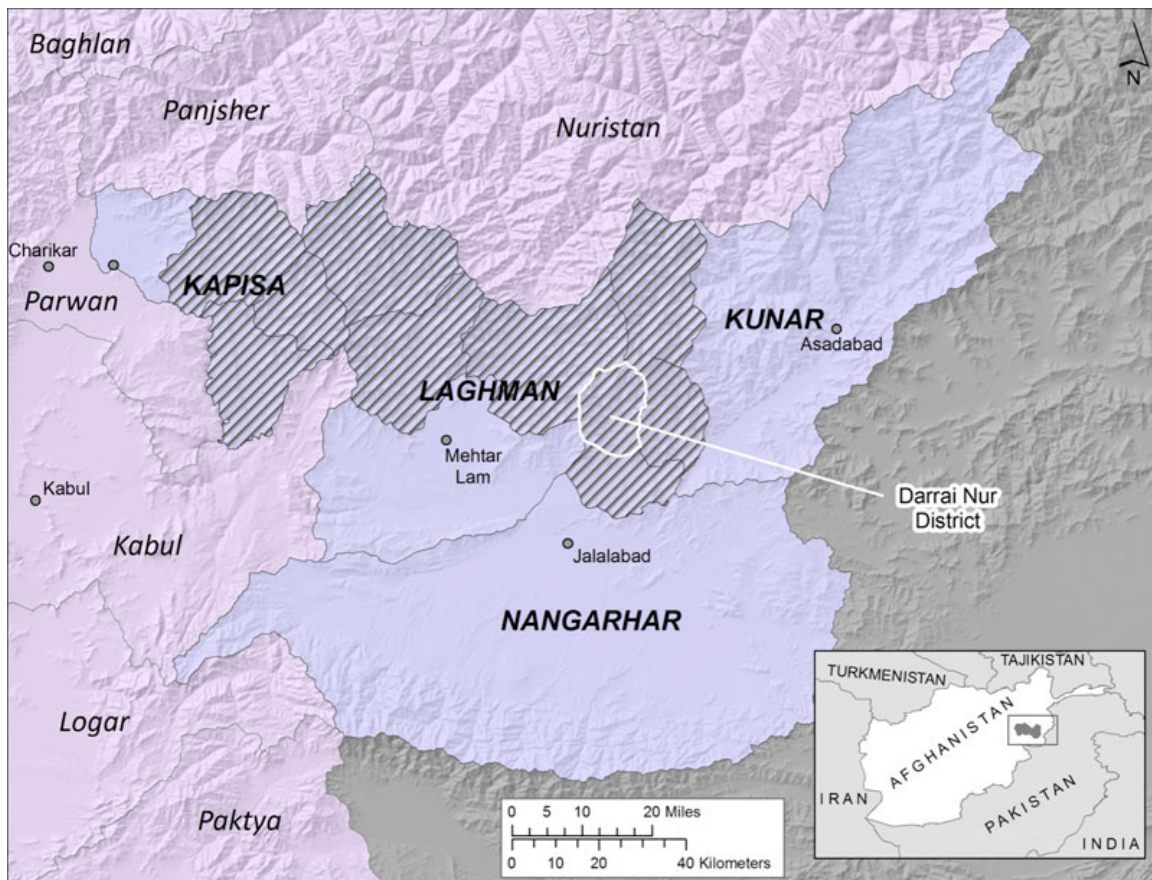 Baghlan
Panjsher
Nuristan
N
Charikar
KAPISA
Parwan
KUNAR
Asadabad
LAGHMAN
Mehtar
Lam
Kabul
Darrai Nur
District
Kabul
Jalalabad
NANGARHAR
Logar
Paktya
0 5 10 20 Miles
0 10 20 40 Kilometers
TURKMENISTAN
TAJIKISTAN
AFGHANISTAN
IRAN
PAKISTAN
INDIA